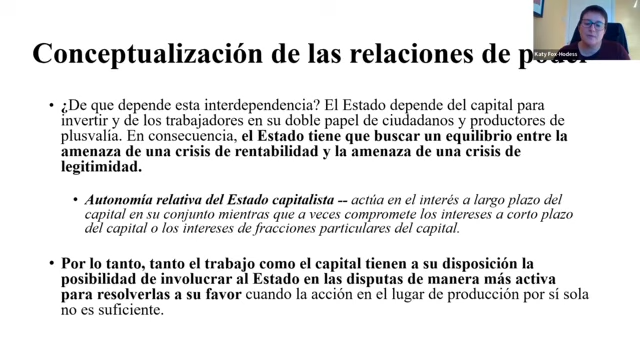 Katy Fox-Hodess
Conceptualización de las relaciones de poder
• ¿De que depende esta interdependencia? El Estado depende del capital para
invertir y de los trabajadores en su doble papel de ciudadanos y productores de
plusvalía. En consecuencia, el Estado tiene que buscar un equilibrio entre la
amenaza de una crisis de rentabilidad y la amenaza de una crisis de
legitimidad.
• Autonomía relativa del Estado capitalista -- actúa en el interés a largo plazo del
capital en su conjunto mientras que a veces compromete los intereses a corto plazo
del capital o los intereses de fracciones particulares del capital.
• Por lo tanto, tanto el trabajo como el capital tienen a su disposición la
posibilidad de involucrar al Estado en las disputas de manera más activa
para resolverlas a su favor cuando la acción en el lugar de producción por sí sola
no es suficiente.